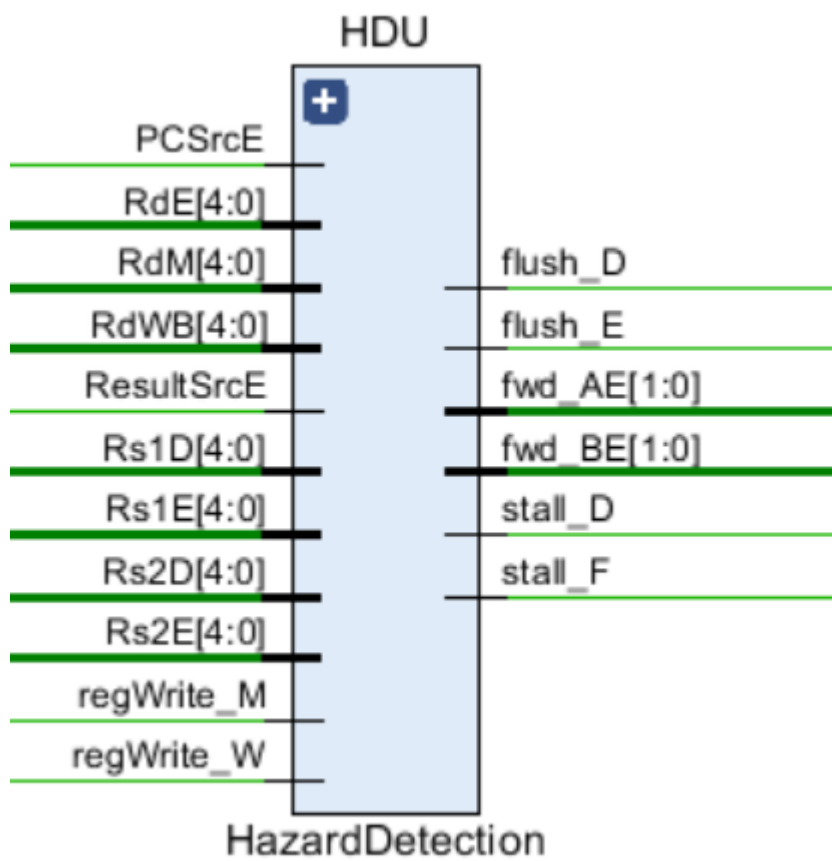 HDU
PCSrcE
RdE[4:0]
RdM[4:0]
RdWB[4:0]
ResultSrcE
Rs1D[4:0]
Rs1E[4:0]
Rs2D[4:0]
Rs2E[4:0]
regWrite_M
regWrite_W
flush_D
flush_E
fwd_AE[1:0]
fwd_BE[1:0]
stall_D
stall_F
HazardDetection